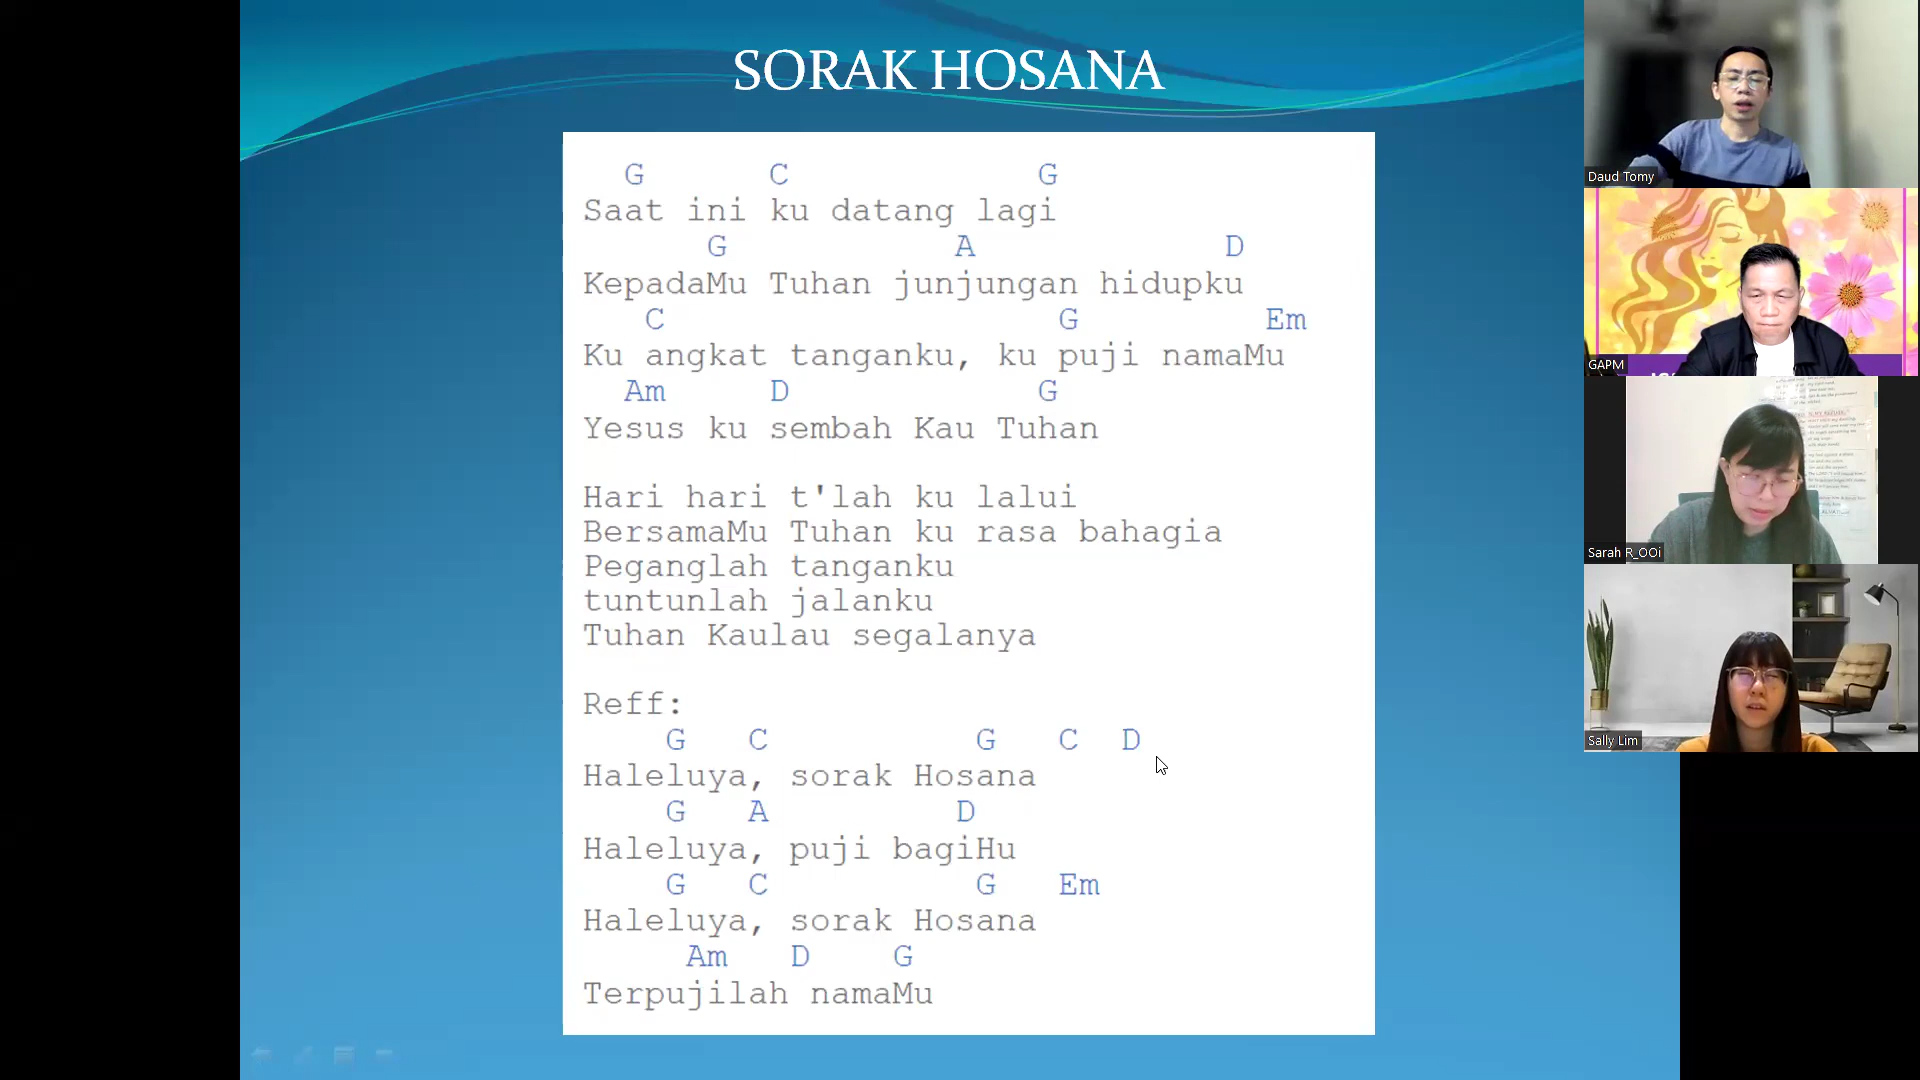 SORAK HOSANA
G C G
Saat ini ku datang lagi
G A D
KepadaMu Tuhan junjungan hidupku
C G Em
Ku angkat tanganku, ku puji namaMu
Am D G
Yesus ku sembah Kau Tuhan
Hari hari t'lah ku lalui
BersamaMu Tuhan ku rasa bahagia
Peganglah tanganku
tuntunlah jalanku
Tuhan Kaulau segalanya
Reff:
G C G C D
Haleluya, sorak Hosana
G A D
Haleluya, puji bagiHu
G C G Em
Haleluya, sorak Hosana
Am D G
Terpujilah namaMu
Daud Tomy
GAPM
Sarah R_OOi
Sally Lim